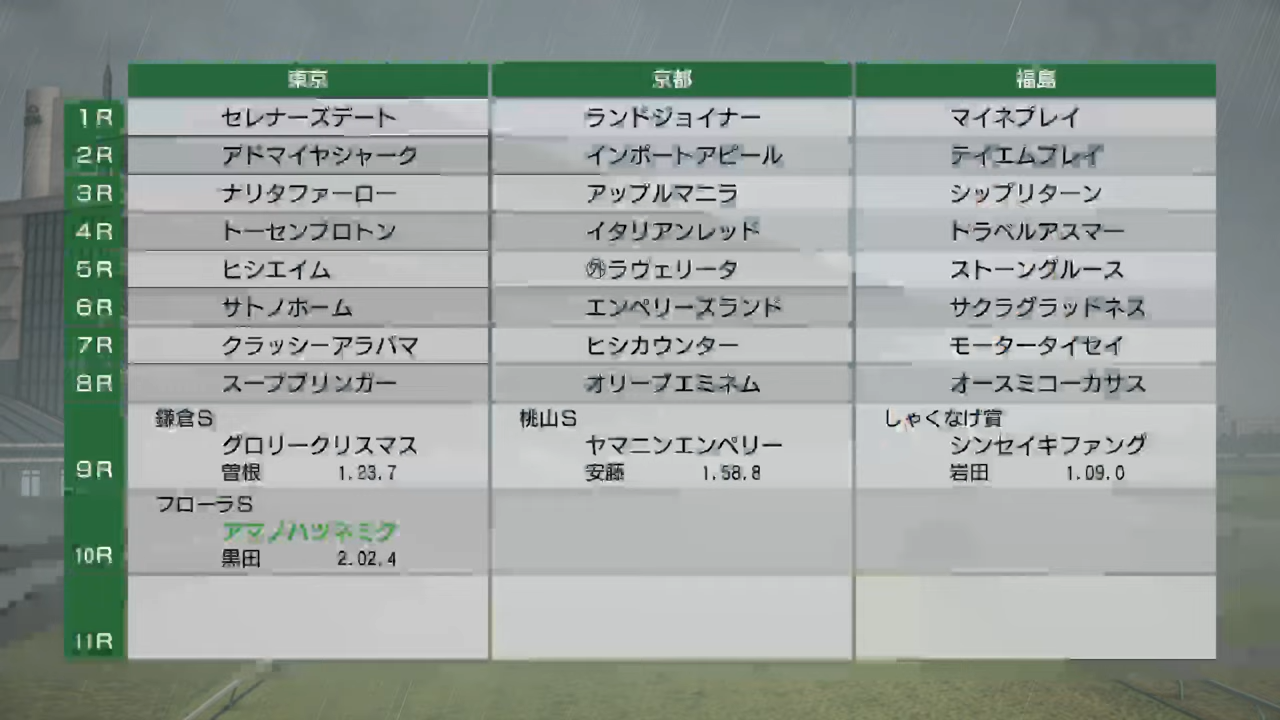 東京 京都 福島
1R セレナーズデート ランドジョイナー マイネプレイ
2R アドマイヤシャーク インポートアピール テイエムプレイ
3R ナリタファーロー アップルマニラ シップリターン
4R トーセンプロトン イタリアンレッド トラベルアスマー
5R ヒシエイム ㊕ラヴェリータ ストーングルース
6R サトノホーム エンペリーズランド サクラグラッドネス
7R クラッシーアラバマ ヒシカウンター モータータイセイ
8R スーププリンガー オリーブエミネム オースミコーカサス
鎌倉S 桃山S しゃくなげ賞
グロリークリスマス ヤマニンエンペリー シンセイキファング
9R 曽根 1.23.7 安藤 1.58.8 岩田 1.09.0
フローラS
アマノハツネミク
10R 黒田 2.02.4
11R